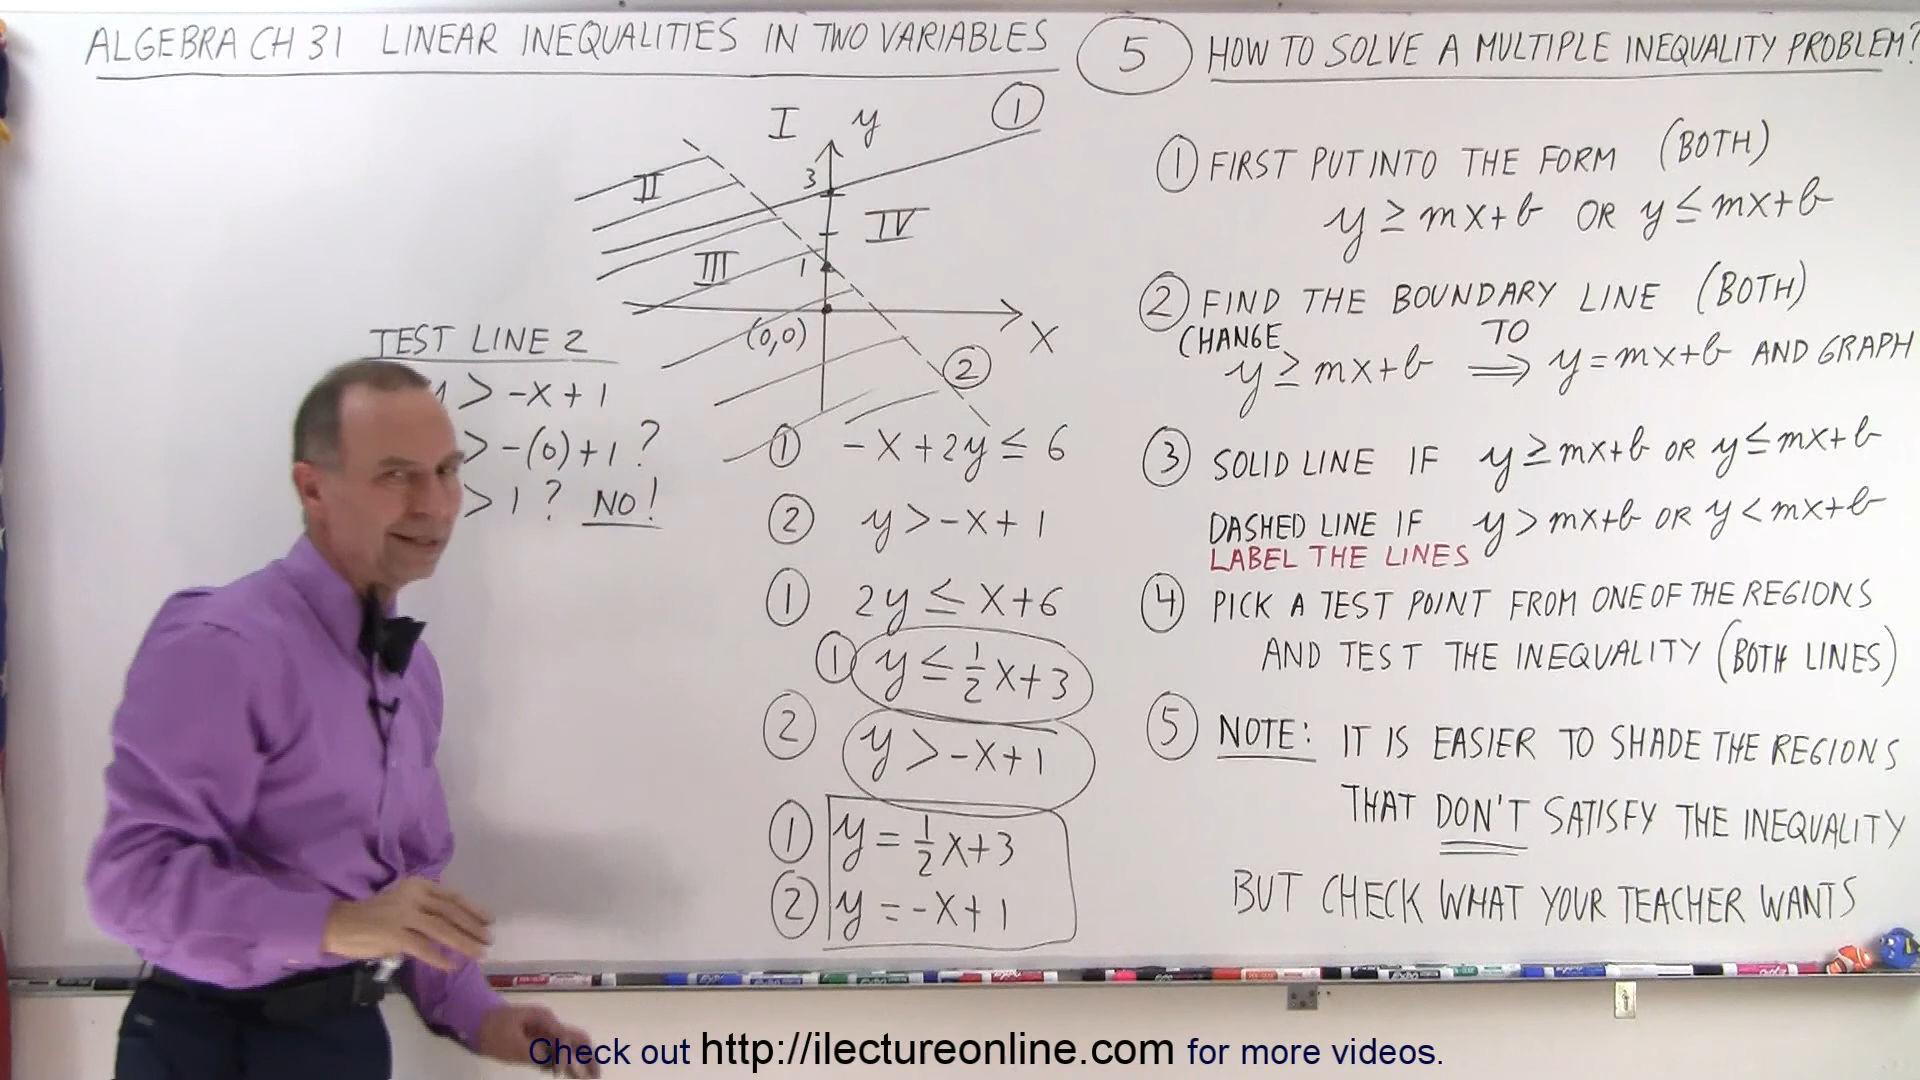 ALGEBRA CH 31 LINEAR INEQUALITIES IN TWO VARIABLES
5 HOW TO SOLVE A MULTIPLE INEQUALITY PROBLEM?
I y 1
II
3
IV
III
1
(0,0)
X
2
TEST LINE 2
> -X+1
> -(0)+1 ?
> 1 ? NO!
① -X+2y ≤ 6
② y > -X+1
① 2y ≤ X+6
① y ≤ 1/2 X+3
② y > -X+1
① y = 1/2 X+3
② y = -X+1
① FIRST PUT INTO THE FORM (BOTH)
y ≥ mX+b OR y ≤ mX+b
② FIND THE BOUNDARY LINE (BOTH)
CHANGE TO
y ≥ mX+b ⟹ y = mX+b AND GRAPH
③ SOLID LINE IF y ≥ mX+b OR y ≤ mX+b
DASHED LINE IF y > mX+b OR y < mX+b
LABEL THE LINES
④ PICK A TEST POINT FROM ONE OF THE REGIONS
AND TEST THE INEQUALITY (BOTH LINES)
⑤ NOTE: IT IS EASIER TO SHADE THE REGIONS
THAT DON'T SATISFY THE INEQUALITY
BUT CHECK WHAT YOUR TEACHER WANTS
Check out http://ilectureonline.com for more videos.